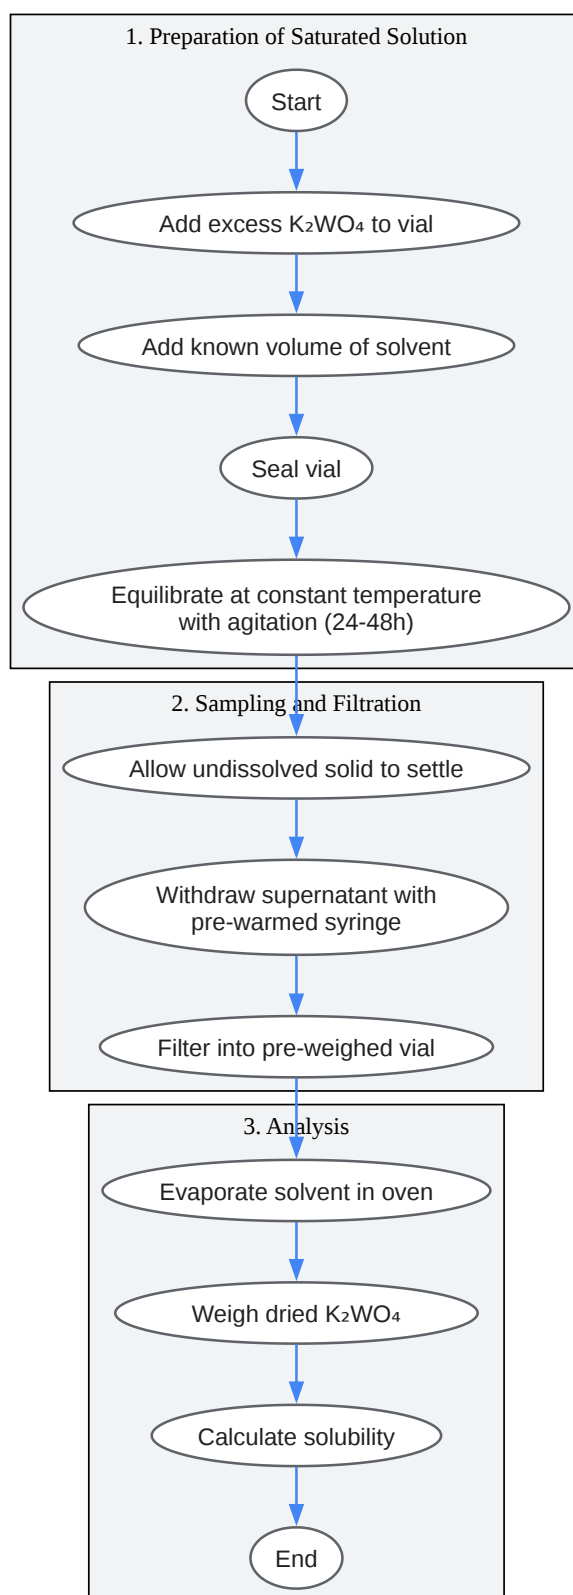 1. Preparation of Saturated Solution
Start
Add excess K₂WO₄ to vial
Add known volume of solvent
Seal vial
Equilibrate at constant temperature
with agitation (24-48h)
2. Sampling and Filtration
Allow undissolved solid to settle
Withdraw supernatant with
pre-warmed syringe
Filter into pre-weighed vial
3. Analysis
Evaporate solvent in oven
Weigh dried K₂WO₄
Calculate solubility
End